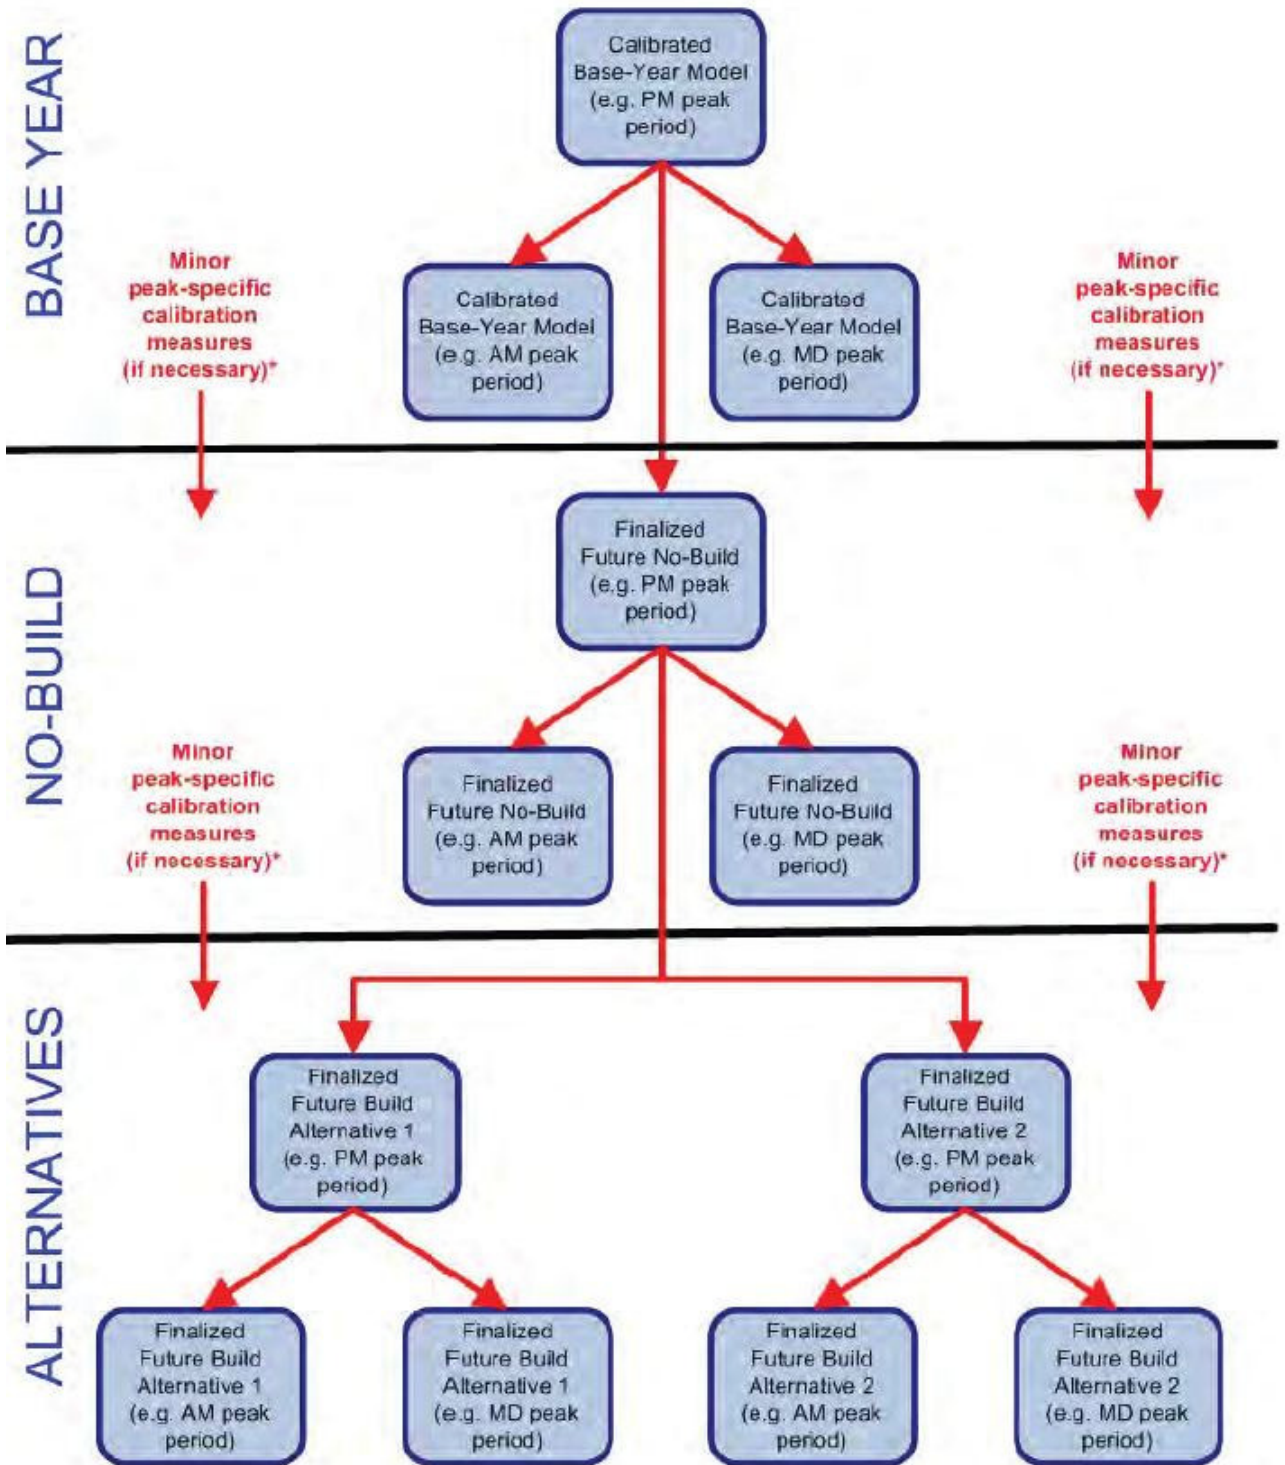 BASE YEAR
Calibrated
Base-Year Model
(e.g. PM peak
period)
Minor
peak-specific
calibration
measures
(if necessary)*
Calibrated
Base-Year Model
(e.g. AM peak
period)
Calibrated
Base-Year Model
(e.g. MD peak
period)
Minor
peak-specific
calibration
measures
(if necessary)*
NO-BUILD
Finalized
Future No-Build
(e.g. PM peak
period)
Minor
peak-specific
calibration
measures
(if necessary)*
Finalized
Future No-Build
(e.g. AM peak
period)
Finalized
Future No-Build
(e.g. MD peak
period)
Minor
peak-specific
calibration
measures
(if necessary)*
ALTERNATIVES
Finalized
Future Build
Alternative 1
(e.g. PM peak
period)
Finalized
Future Build
Alternative 2
(e.g. PM peak
period)
Finalized
Future Build
Alternative 1
(e.g. AM peak
period)
Finalized
Future Build
Alternative 1
(e.g. MD peak
period)
Finalized
Future Build
Alternative 2
(e.g. AM peak
period)
Finalized
Future Build
Alternative 2
(e.g. MD peak
period)